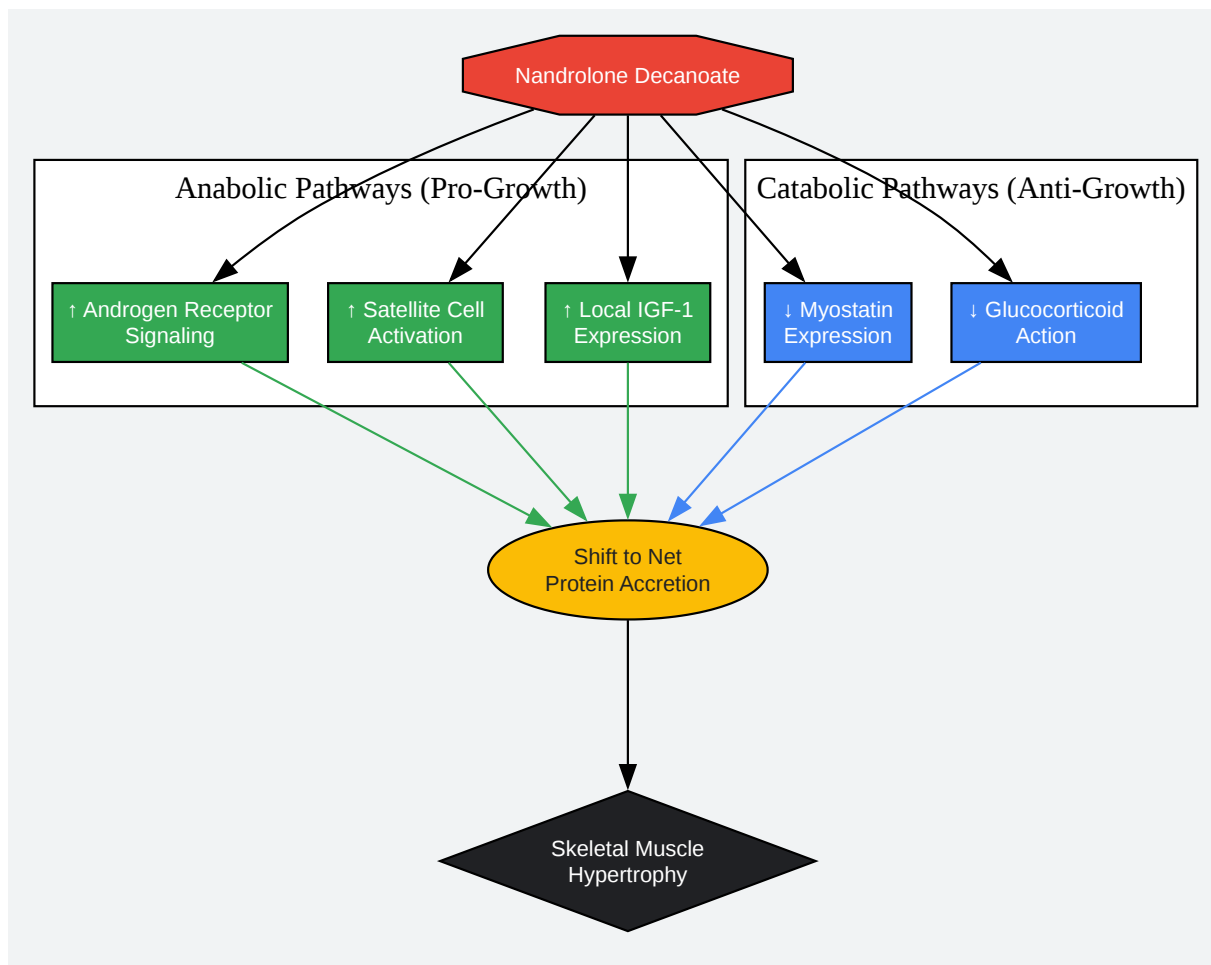 Nandrolone Decanoate
Anabolic Pathways (Pro-Growth)
Catabolic Pathways (Anti-Growth)
↑ Androgen Receptor
Signaling
↑ Satellite Cell
Activation
↑ Local IGF-1
Expression
↓ Myostatin
Expression
↓ Glucocorticoid
Action
Shift to Net
Protein Accretion
Skeletal Muscle
Hypertrophy